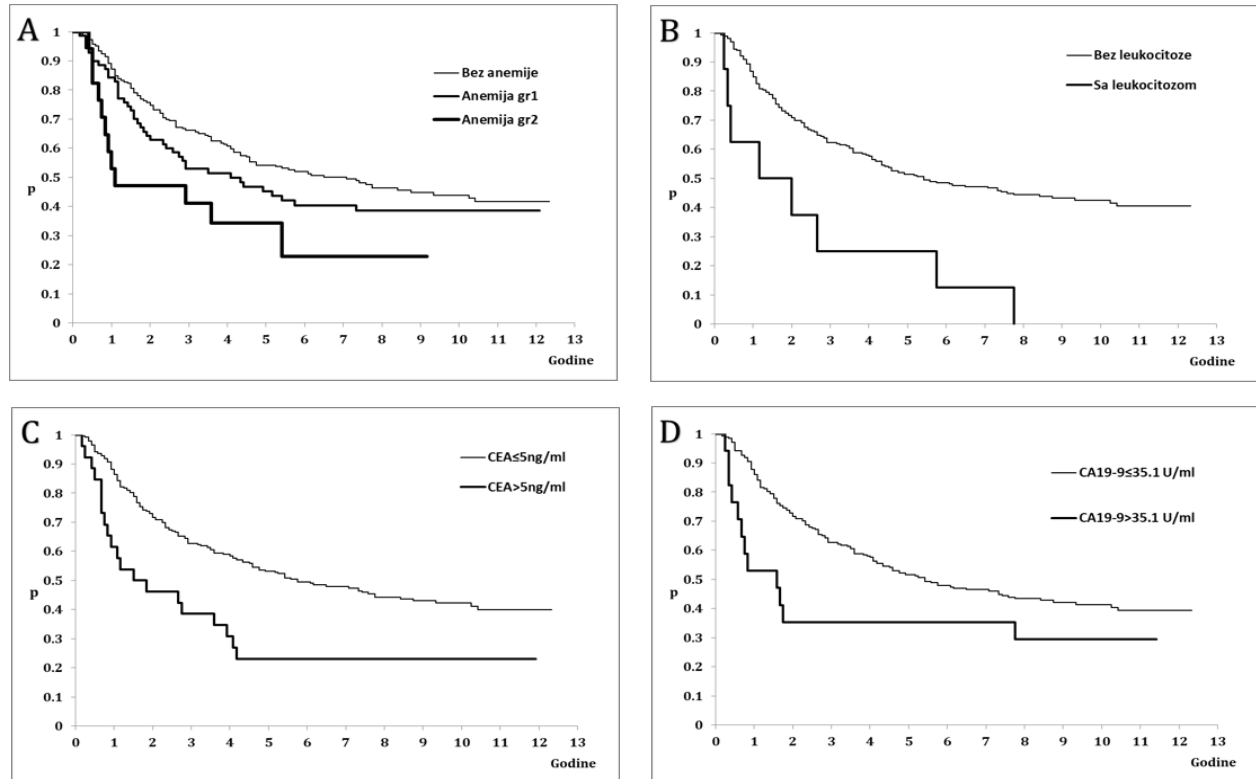 A
1
0.9
0.8
0.7
0.6
0.5
p
0.4
0.3
0.2
0.1
0
0 1 2 3 4 5 6 7 8 9 10 11 12 13
Godine
Bez anemije
Anemija gr1
Anemija gr2
B
1
0.9
0.8
0.7
0.6
0.5
p
0.4
0.3
0.2
0.1
0
0 1 2 3 4 5 6 7 8 9 10 11 12 13
Godine
Bez leukocitoze
Sa leukocitozom
C
1
0.9
0.8
0.7
0.6
0.5
p
0.4
0.3
0.2
0.1
0
0 1 2 3 4 5 6 7 8 9 10 11 12 13
Godine
CEA≤5ng/ml
CEA>5ng/ml
D
1
0.9
0.8
0.7
0.6
0.5
p
0.4
0.3
0.2
0.1
0
0 1 2 3 4 5 6 7 8 9 10 11 12 13
Godine
CA19-9≤35.1 U/ml
CA19-9>35.1 U/ml